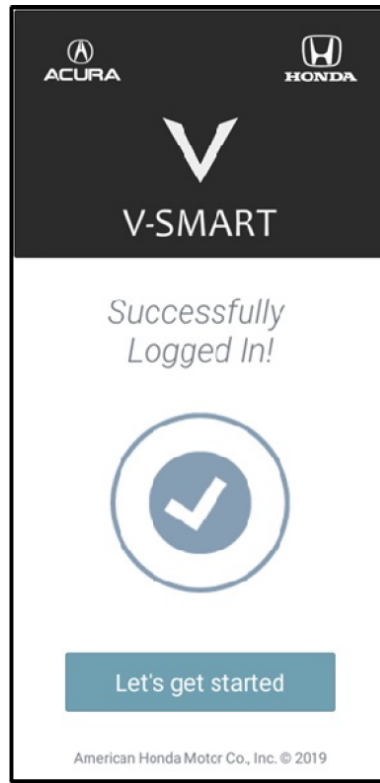 ACURA
HONDA
V-SMART
Successfully
Logged In!
Let's get started
American Honda Motor Co., Inc. © 2019